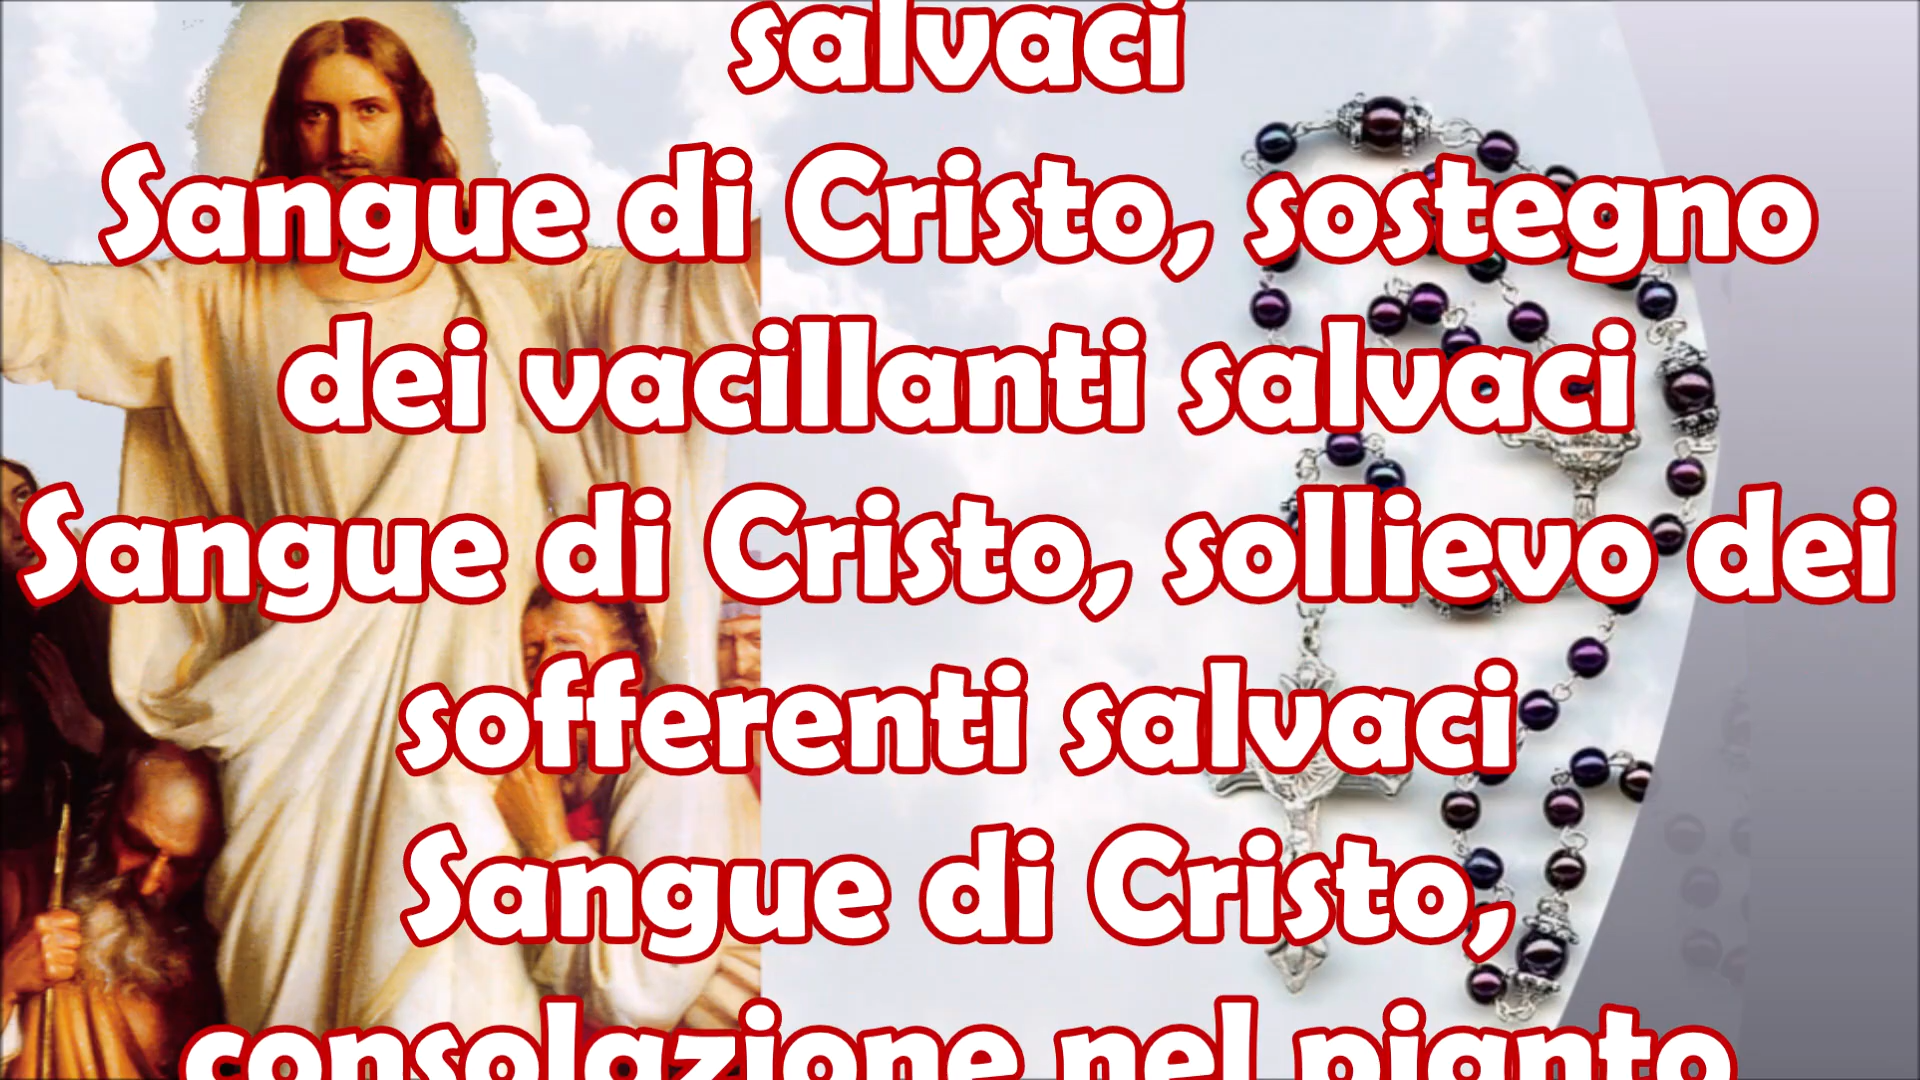 salvaci
Sangue di Cristo, sostegno
dei vacillanti salvaci
Sangue di Cristo, sollievo dei
sofferenti salvaci
Sangue di Cristo,
consolazione nel pianto